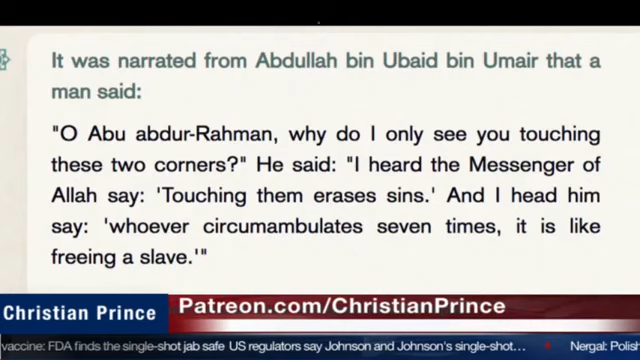 It was narrated from Abdullah bin Ubaid bin Umair that a
man said:
"O Abu abdur-Rahman, why do I only see you touching
these two corners?" He said: "I heard the Messenger of
Allah say: 'Touching them erases sins.' And I head him
say: 'whoever circumambulates seven times, it is like
freeing a slave.'"
Christian Prince
Patreon.com/ChristianPrince
vaccine: FDA finds the single-shot jab safe US regulators say Johnson and Johnson's single-shot... Nergal: Polish